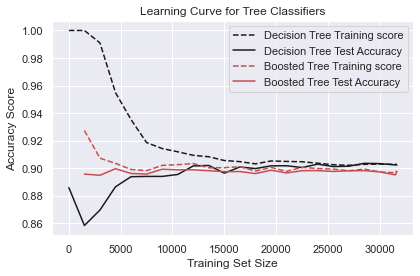 Learning Curve for Tree Classifiers
Decision Tree Training score
Decision Tree Test Accuracy
Boosted Tree Training score
Boosted Tree Test Accuracy
Accuracy Score
1.00
0.98
0.96
0.94
0.92
0.90
0.88
0.86
0 5000 10000 15000 20000 25000 30000
Training Set Size